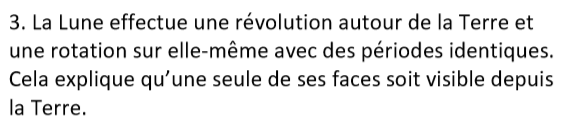 3. La Lune effectue une révolution autour de la Terre et
une rotation sur elle-même avec des périodes identiques.
Cela explique qu’une seule de ses faces soit visible depuis
la Terre.